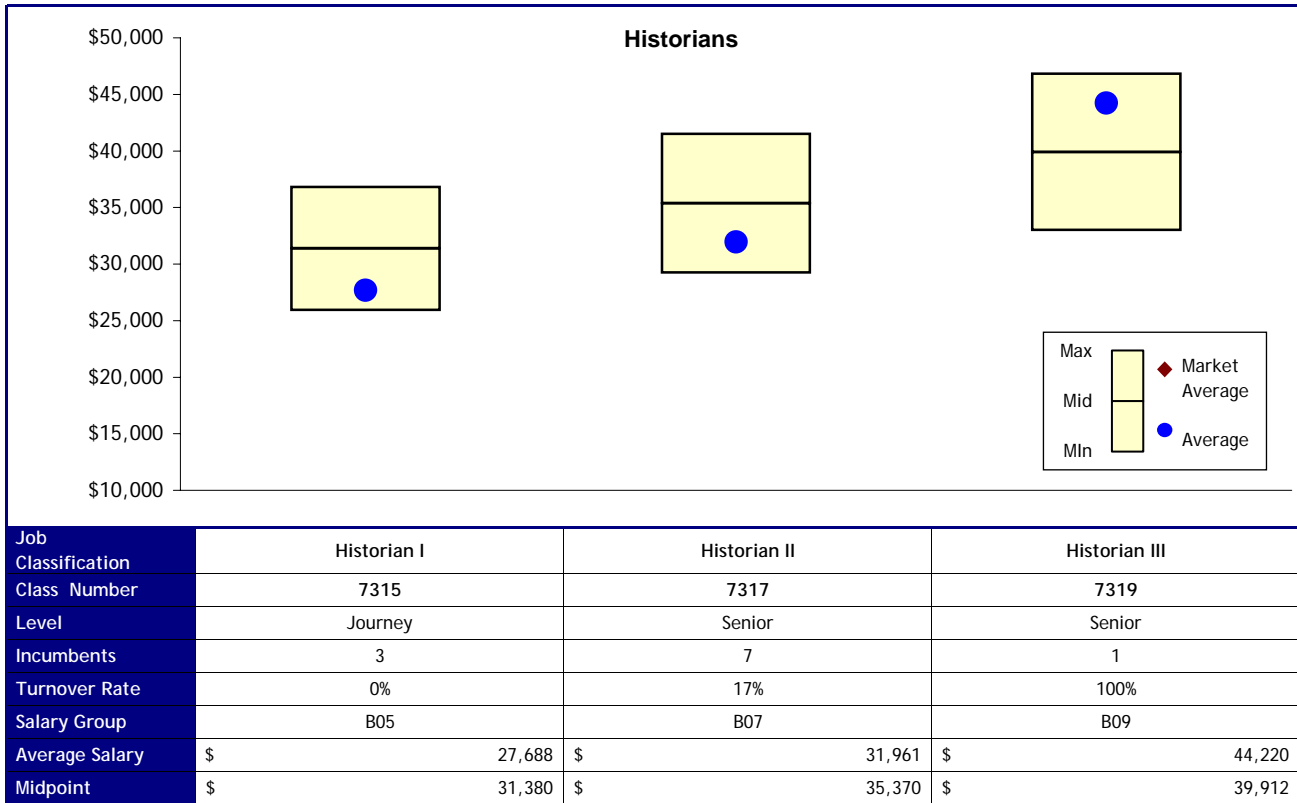 Historians
$50,000
$45,000
$40,000
$35,000
$30,000
$25,000
$20,000
$15,000
$10,000
Max
Mid
MIn
Market
Average
Average
Job
Classification Historian I Historian II Historian III
Class Number 7315 7317 7319
Level Journey Senior Senior
Incumbents 3 7 1
Turnover Rate 0% 17% 100%
Salary Group B05 B07 B09
Average Salary $ 27,688 $ 31,961 $ 44,220
Midpoint $ 31,380 $ 35,370 $ 39,912